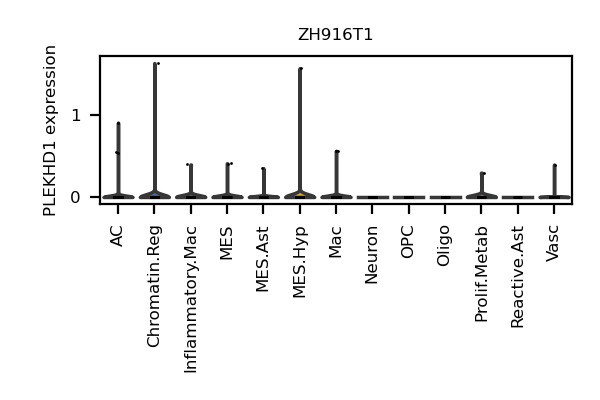 ZH916T1
PLEKHD1 expression
1
0
AC
Chromatin.Reg
Inflammatory.Mac
MES
MES.Ast
MES.Hyp
Mac
Neuron
OPC
Oligo
Prolif.Metab
Reactive.Ast
Vasc